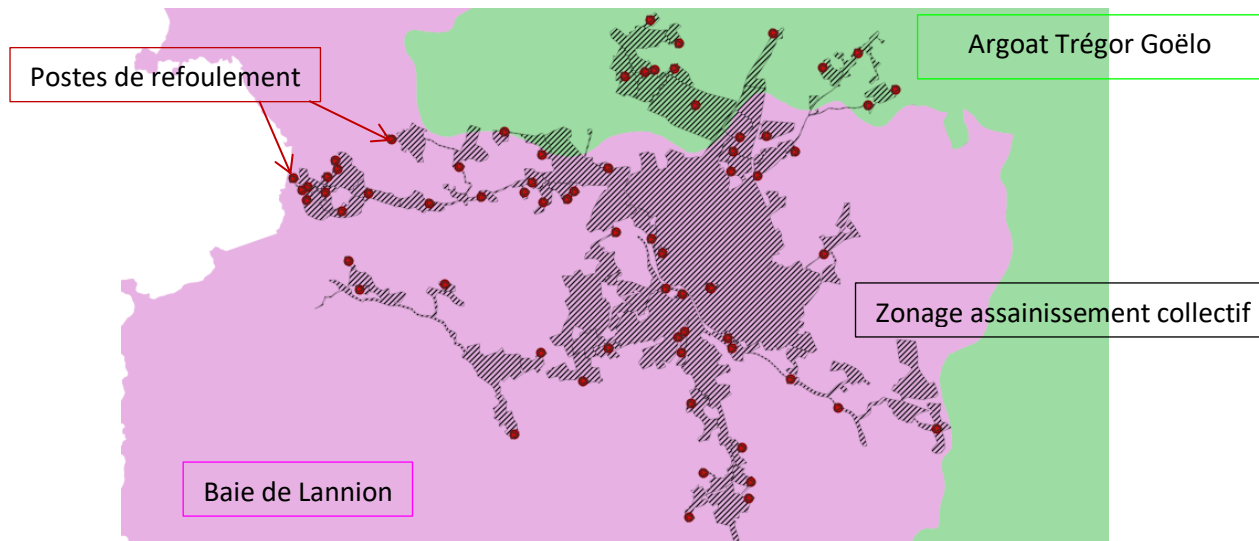 Argoat Trégor Goëlo
Postes de refoulement
Zonage assainissement collectif
Baie de Lannion